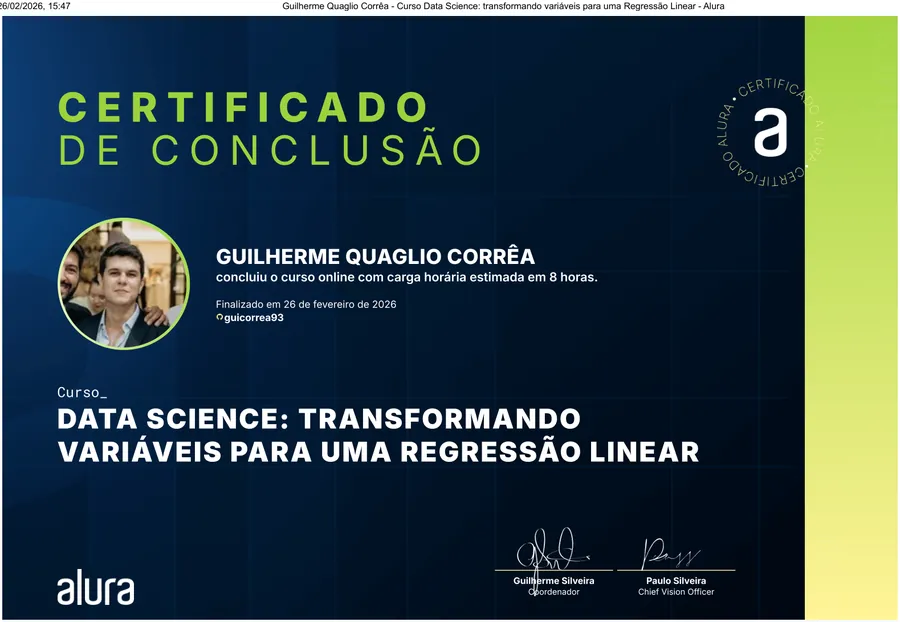 26/02/2026, 15:47
Guilherme Quaglio Corrêa - Curso Data Science: transformando variáveis para uma Regressão Linear - Alura
CERTIFICADO
DE CONCLUSÃO
CERTIFICADO ALURA • CERTIFICADO
a
GUILHERME QUAGLIO CORRÊA
concluiu o curso online com carga horária estimada em 8 horas.
Finalizado em 26 de fevereiro de 2026
guicorrea93
Curso_
DATA SCIENCE: TRANSFORMANDO
VARIÁVEIS PARA UMA REGRESSÃO LINEAR
Guilherme Silveira
Coordenador
Paulo Silveira
Chief Vision Officer
alura